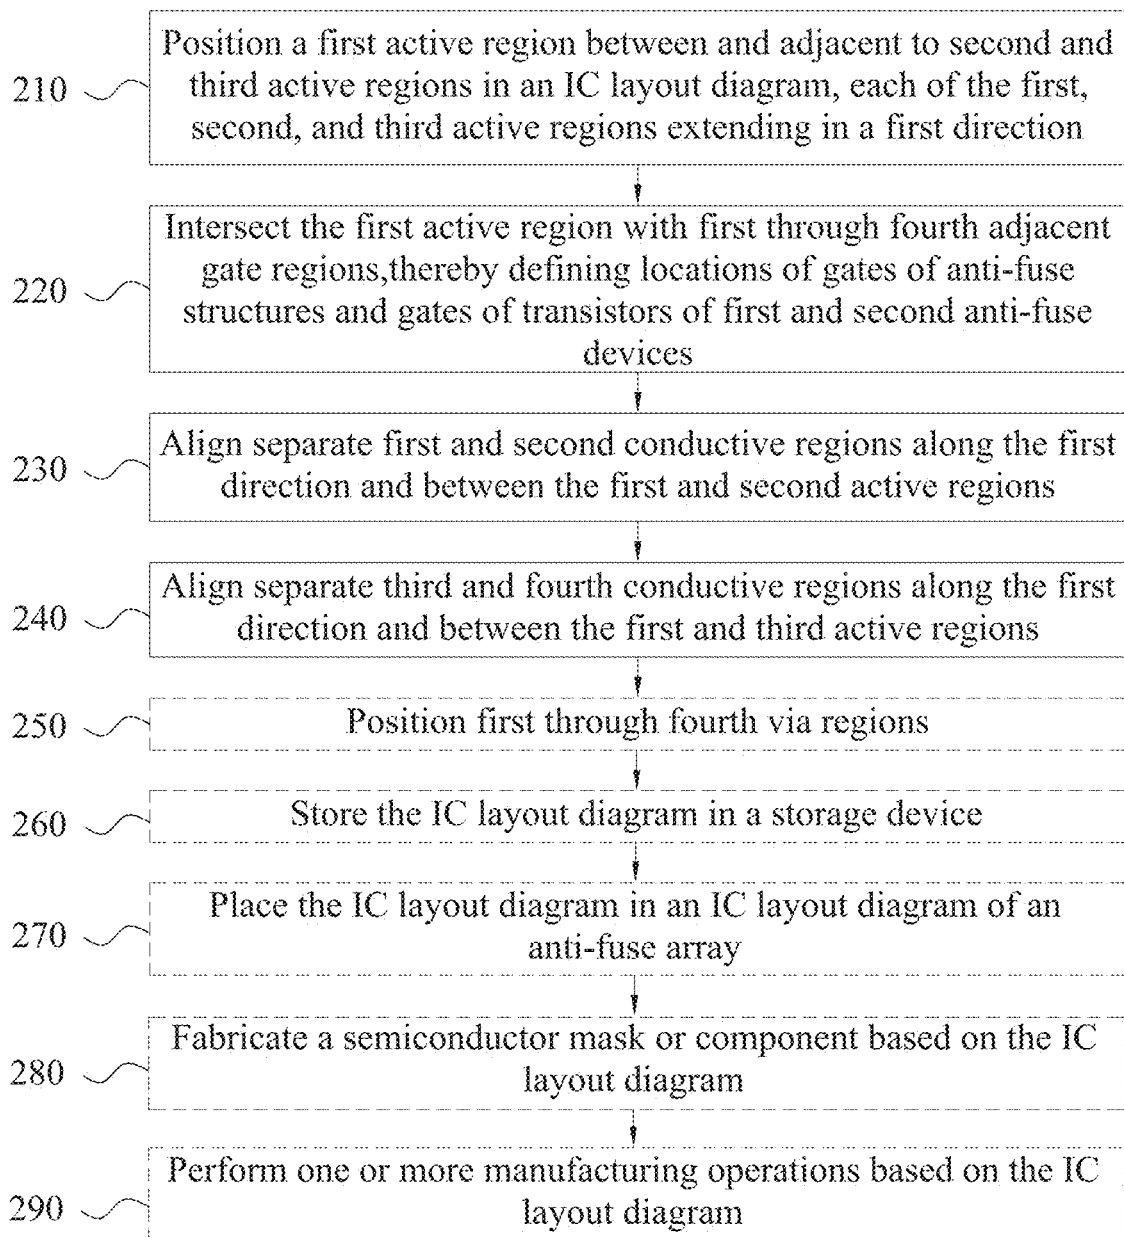 210
Position a first active region between and adjacent to second and
third active regions in an IC layout diagram, each of the first,
second, and third active regions extending in a first direction
220
Intersect the first active region with first through fourth adjacent
gate regions,thereby defining locations of gates of anti-fuse
structures and gates of transistors of first and second anti-fuse
devices
230
Align separate first and second conductive regions along the first
direction and between the first and second active regions
240
Align separate third and fourth conductive regions along the first
direction and between the first and third active regions
250
Position first through fourth via regions
260
Store the IC layout diagram in a storage device
270
Place the IC layout diagram in an IC layout diagram of an
anti-fuse array
280
Fabricate a semiconductor mask or component based on the IC
layout diagram
290
Perform one or more manufacturing operations based on the IC
layout diagram